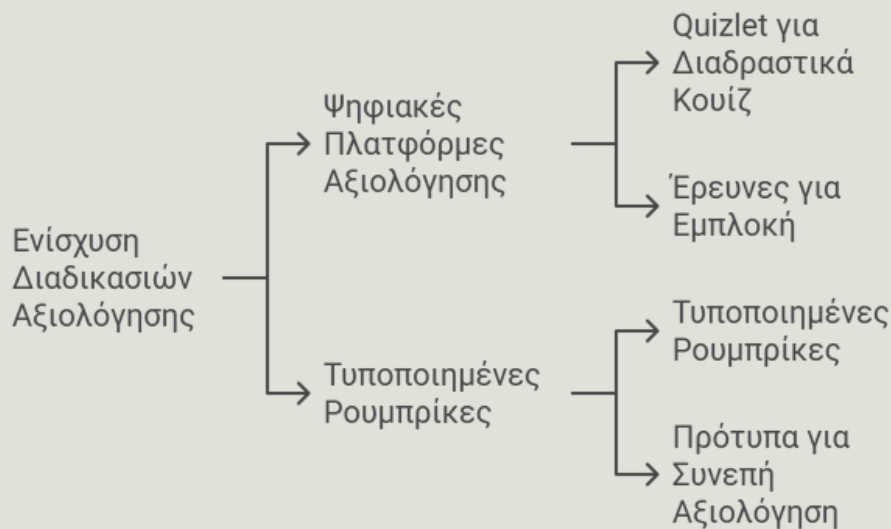 Ενίσχυση
Διαδικασιών
Αξιολόγησης
Ψηφιακές
Πλατφόρμες
Αξιολόγησης
Quizlet για
Διαδραστικά
Κουίζ
Έρευνες για
Εμπλοκή
Τυποποιημένες
Ρουμπρίκες
Τυποποιημένες
Ρουμπρίκες
Πρότυπα για
Συνεπή
Αξιολόγηση